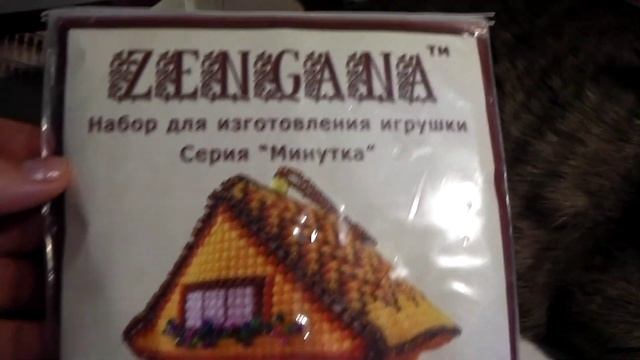 ZENGANA™
Набор для изготовления игрушки
Серия "Минутка"